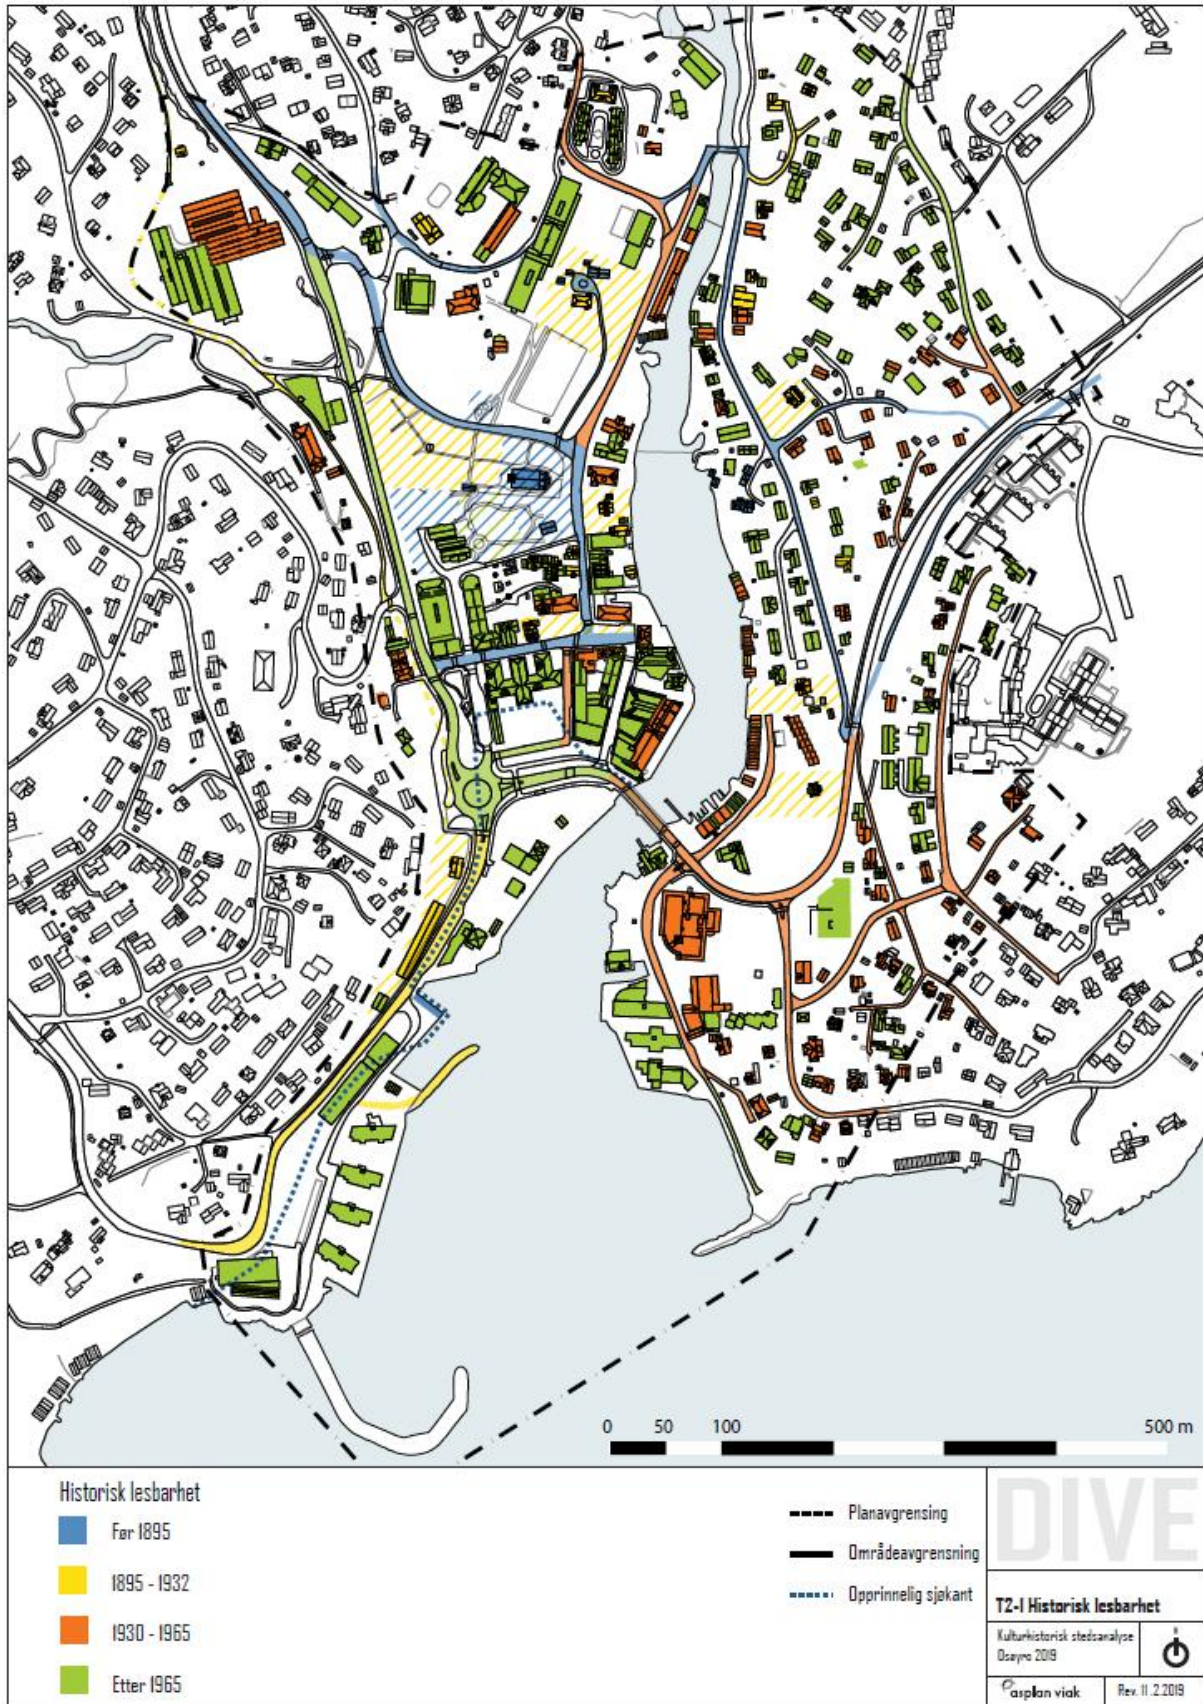 0 50 100 500 m
Historisk lesbarhet
Før 1895
1895 - 1932
1930 - 1965
Etter 1965
Planavgrensing
Områdeavgrensning
Opprinnelig sjøkant
DIVE
T2-I Historisk lesbarhet
Kulturhistorisk stedsanalyse
Osøyro 2019
asplan viak
Rev. 11.2.2019